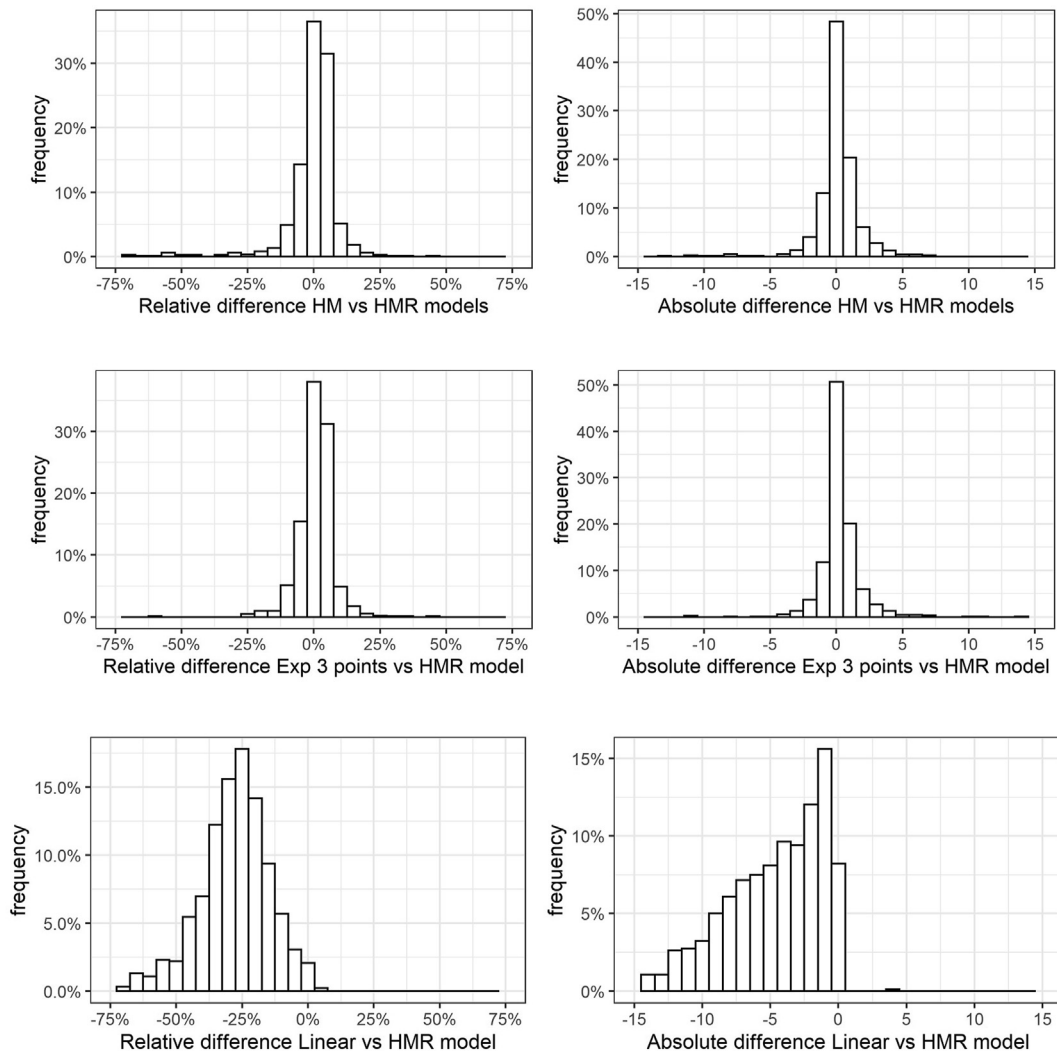 frequency
30%
20%
10%
0%
-75% -50% -25% 0% 25% 50% 75%
Relative difference HM vs HMR models
frequency
50%
40%
30%
20%
10%
0%
-15 -10 -5 0 5 10 15
Absolute difference HM vs HMR models
frequency
30%
20%
10%
0%
-75% -50% -25% 0% 25% 50% 75%
Relative difference Exp 3 points vs HMR model
frequency
50%
40%
30%
20%
10%
0%
-15 -10 -5 0 5 10 15
Absolute difference Exp 3 points vs HMR model
frequency
15.0%
10.0%
5.0%
0.0%
-75% -50% -25% 0% 25% 50% 75%
Relative difference Linear vs HMR model
frequency
15%
10%
5%
0%
-15 -10 -5 0 5 10 15
Absolute difference Linear vs HMR model